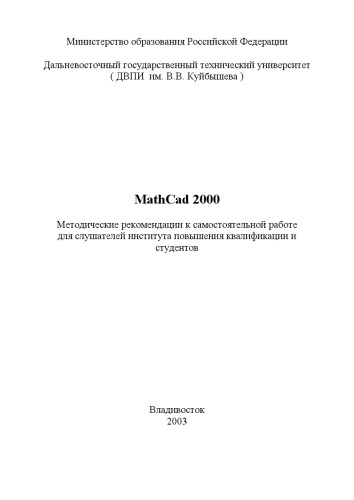 Министерство образования Российской Федерации
Дальневосточный государственный технический университет
( ДВПИ им. В.В. Куйбышева )
MathCad 2000
Методические рекомендации к самостоятельной работе
для слушателей института повышения квалификации и
студентов
Владивосток
2003